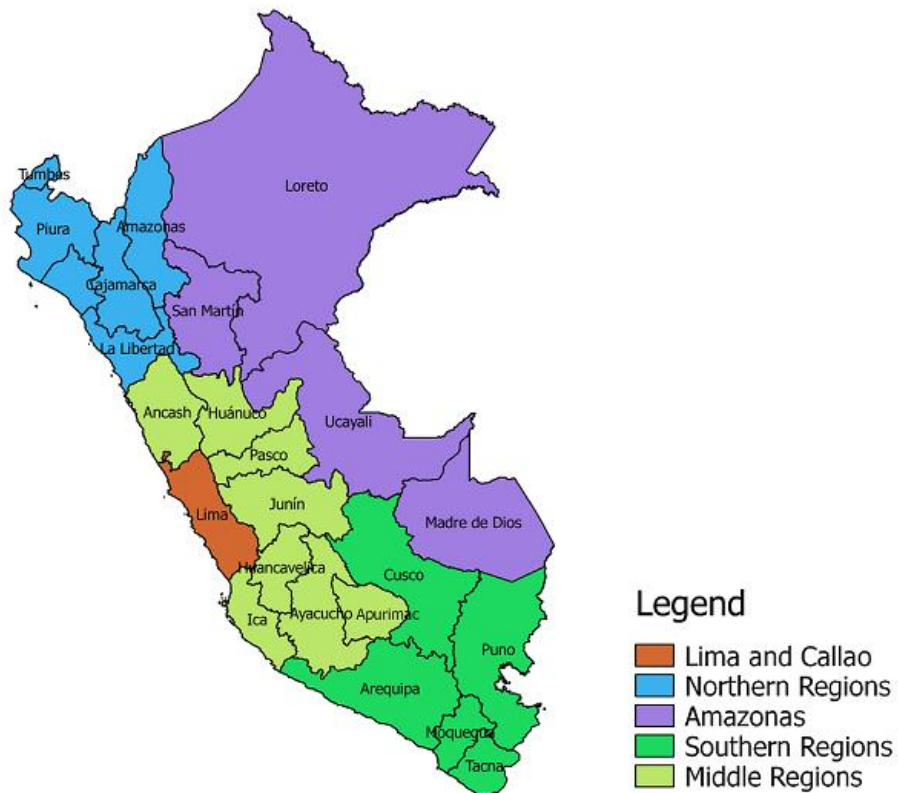 Loreto
Tumbes
Piura
Amazonas
Cajamarca
San Martín
La Libertad
Ancash
Huánuco
Ucayali
Pasco
Junín
Lima
Madre de Dios
Huancavelica
Cusco
Ica
Ayacucho
Apurimac
Puno
Arequipa
Moquegua
Tacna
Legend
Lima and Callao
Northern Regions
Amazonas
Southern Regions
Middle Regions